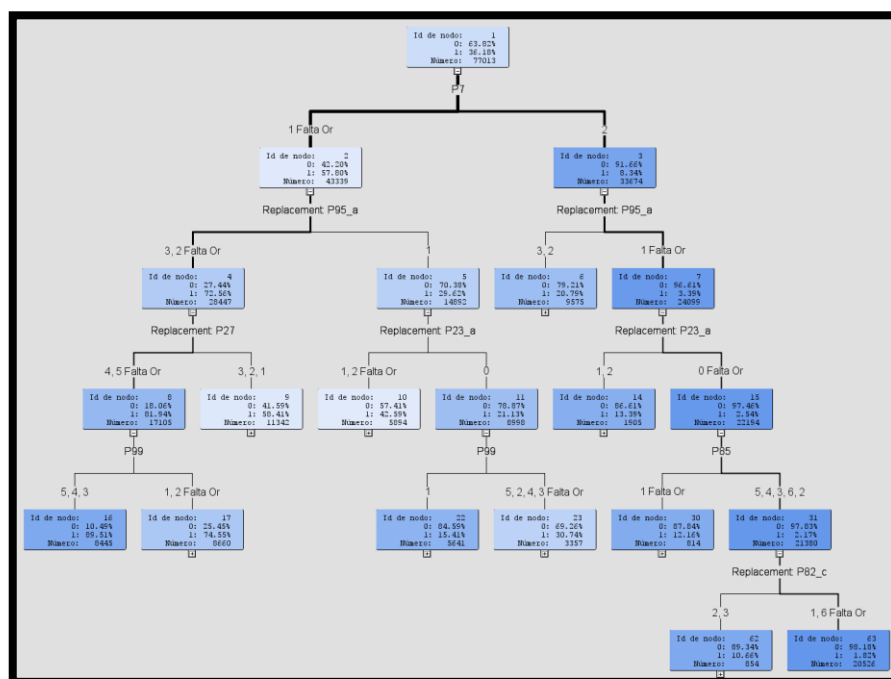 Id de nodo: 1
0: 63.82%
1: 36.18%
Número: 77013
P7
1 Falta Or
2
Id de nodo: 2
0: 42.20%
1: 57.80%
Número: 43339
Id de nodo: 3
0: 91.66%
1: 8.34%
Número: 33674
Replacement: P95_a
Replacement: P95_a
3, 2 Falta Or
1
3, 2
1 Falta Or
Id de nodo: 4
0: 27.44%
1: 72.56%
Número: 28447
Id de nodo: 5
0: 70.38%
1: 29.62%
Número: 14892
Id de nodo: 6
0: 79.21%
1: 20.79%
Número: 9575
Id de nodo: 7
0: 96.61%
1: 3.39%
Número: 24099
Replacement: P27
Replacement: P23_a
Replacement: P23_a
4, 5 Falta Or
3, 2, 1
1, 2 Falta Or
0
1, 2
0 Falta Or
Id de nodo: 8
0: 18.06%
1: 81.94%
Número: 17105
Id de nodo: 9
0: 41.59%
1: 58.41%
Número: 11342
Id de nodo: 10
0: 57.41%
1: 42.59%
Número: 5894
Id de nodo: 11
0: 78.87%
1: 21.13%
Número: 8998
Id de nodo: 14
0: 86.61%
1: 13.39%
Número: 1985
Id de nodo: 15
0: 97.46%
1: 2.54%
Número: 22194
P99
P99
P85
5, 4, 3
1, 2 Falta Or
1
5, 2, 4, 3 Falta Or
1 Falta Or
5, 4, 3, 6, 2
Id de nodo: 16
0: 10.49%
1: 89.51%
Número: 8445
Id de nodo: 17
0: 25.45%
1: 74.55%
Número: 8660
Id de nodo: 22
0: 84.59%
1: 15.41%
Número: 5641
Id de nodo: 23
0: 69.26%
1: 30.74%
Número: 3357
Id de nodo: 30
0: 87.84%
1: 12.16%
Número: 814
Id de nodo: 31
0: 97.83%
1: 2.17%
Número: 21380
Replacement: P82_c
2, 3
1, 6 Falta Or
Id de nodo: 62
0: 89.34%
1: 10.66%
Número: 854
Id de nodo: 63
0: 98.18%
1: 1.82%
Número: 20526